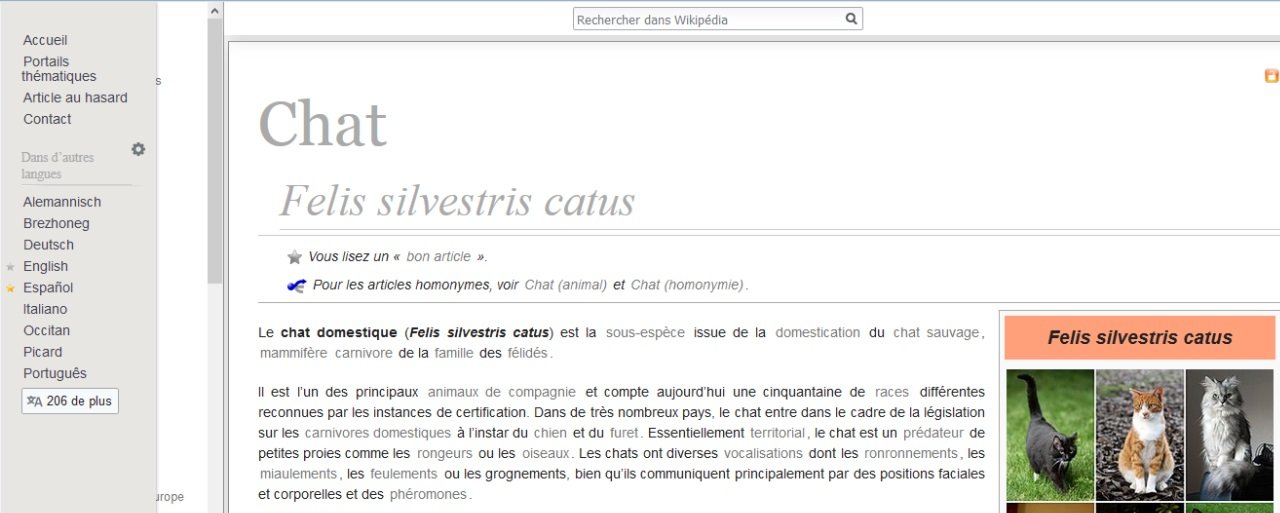 Rechercher dans Wikipédia
Accueil
Portails
thématiques
Article au hasard
Contact
Dans d'autres
langues
Alemannisch
Brezhoneg
Deutsch
English
Español
Italiano
Occitan
Picard
Português
206 de plus
s
urope
Chat
Felis silvestris catus
Vous lisez un « bon article ».
Pour les articles homonymes, voir Chat (animal) et Chat (homonymie).
Le chat domestique (Felis silvestris catus) est la sous-espèce issue de la domestication du chat sauvage,
mammifère carnivore de la famille des félidés.
Il est l'un des principaux animaux de compagnie et compte aujourd'hui une cinquantaine de races différentes
reconnues par les instances de certification. Dans de très nombreux pays, le chat entre dans le cadre de la législation
sur les carnivores domestiques à l'instar du chien et du furet. Essentiellement territorial, le chat est un prédateur de
petites proies comme les rongeurs ou les oiseaux. Les chats ont diverses vocalisations dont les ronronnements, les
miaulements, les feulements ou les grognements, bien qu'ils communiquent principalement par des positions faciales
et corporelles et des phéromones.
Felis silvestris catus